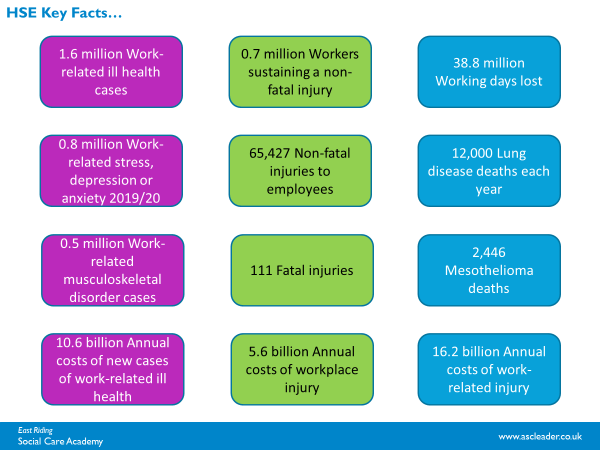 HSE Key Facts...
1.6 million Work-
related ill health
cases
0.7 million Workers
sustaining a non-
fatal injury
38.8 million
Working days lost
0.8 million Work-
related stress,
depression or
anxiety 2019/20
65,427 Non-fatal
injuries to
employees
12,000 Lung
disease deaths each
year
0.5 million Work-
related
musculoskeletal
disorder cases
111 Fatal injuries
2,446
Mesothelioma
deaths
10.6 billion Annual
costs of new cases
of work-related ill
health
5.6 billion Annual
costs of workplace
injury
16.2 billion Annual
costs of work-
related injury
East Riding
Social Care Academy
www.ascleader.co.uk